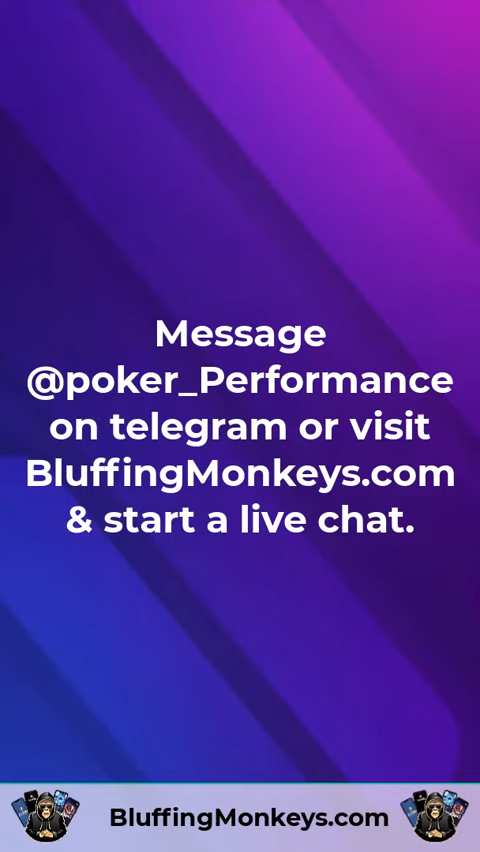 Message
@poker_Performance
on telegram or visit
BluffingMonkeys.com
& start a live chat.
BluffingMonkeys.com